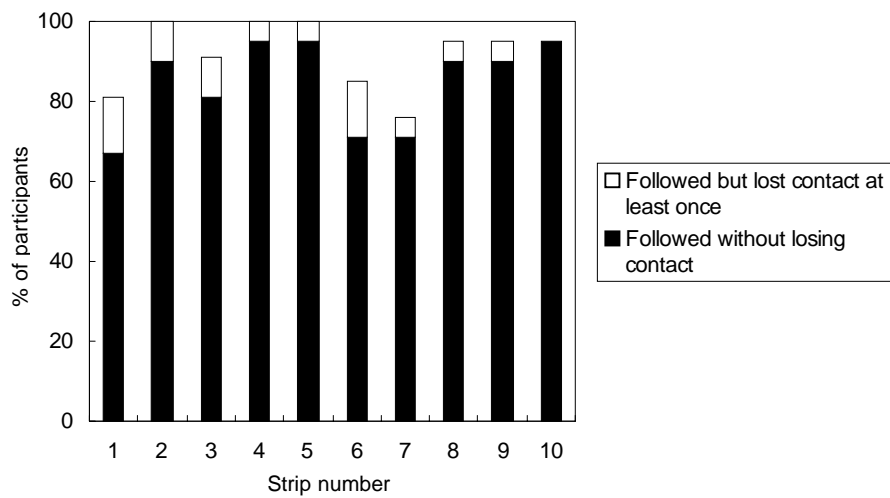 100
80
60
40
20
0
% of participants
1 2 3 4 5 6 7 8 9 10
Strip number
Followed but lost contact at
least once
Followed without losing
contact